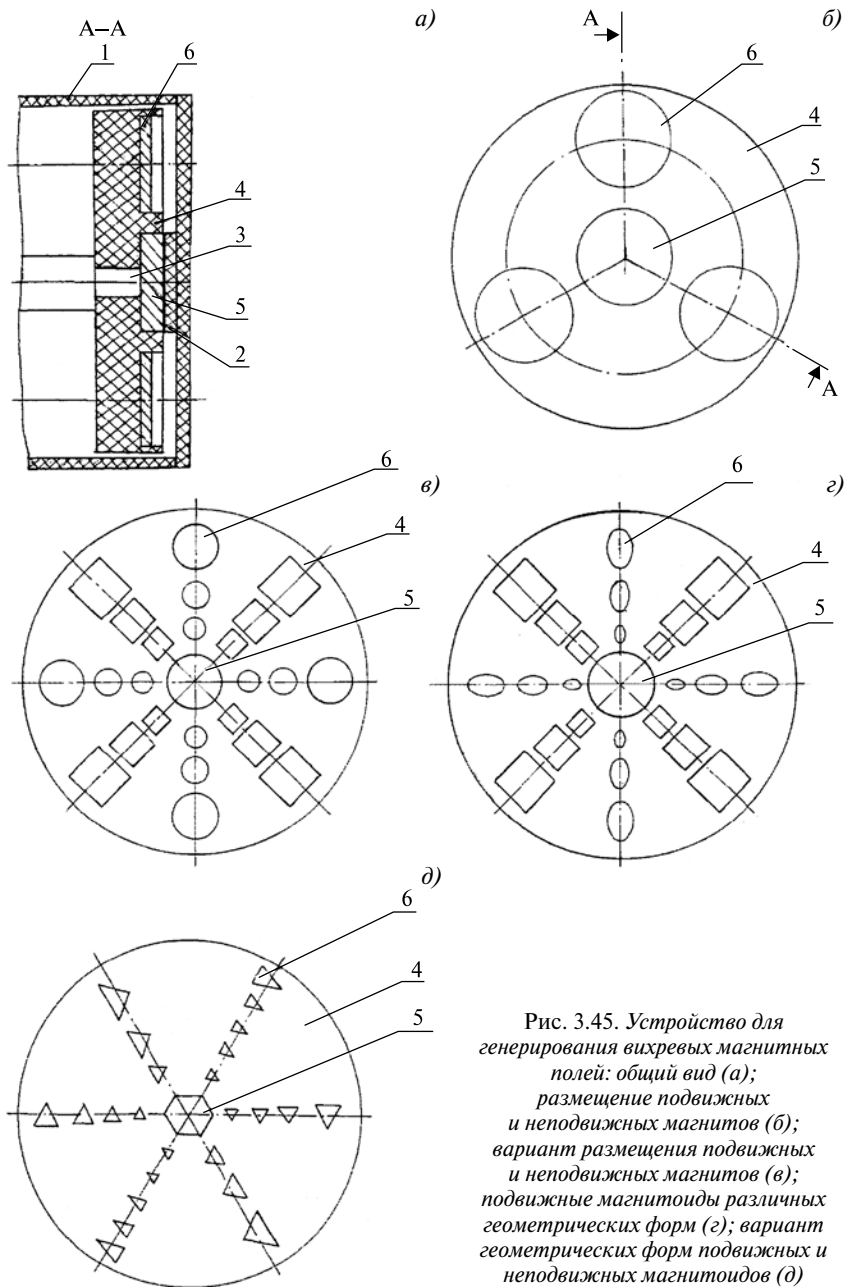 а)
А–А
1
6
4
3
5
2
б)
А
6
4
5
А
в)
6
4
5
г)
6
4
5
д)
6
4
5
Рис. 3.45. Устройство для
генерирования вихревых магнитных
полей: общий вид (а);
размещение подвижных
и неподвижных магнитов (б);
вариант размещения подвижных
и неподвижных магнитов (в);
подвижные магнитоиды различных
геометрических форм (г); вариант
геометрических форм подвижных и
неподвижных магнитоидов (д)